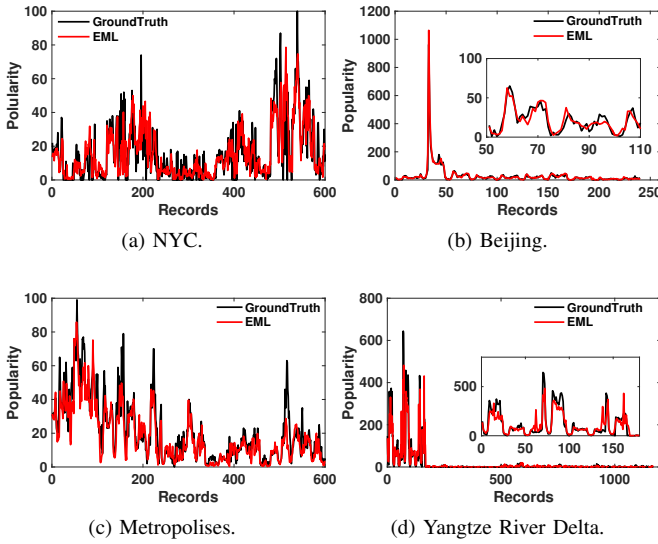 GroundTruth
EML
Polularity
100
80
60
40
20
0
0 200 400 600
Records
(a) NYC.
GroundTruth
EML
Popularity
1200
1000
800
600
400
200
0
100
50
0
50 70 90 110
0 50 100 150 200 250
Records
(b) Beijing.
GroundTruth
EML
Popularity
100
80
60
40
20
0
0 200 400 600
Records
(c) Metropolises.
GroundTruth
EML
Popularity
800
600
400
200
0
500
0
0 50 100 150
0 500 1000
Records
(d) Yangtze River Delta.